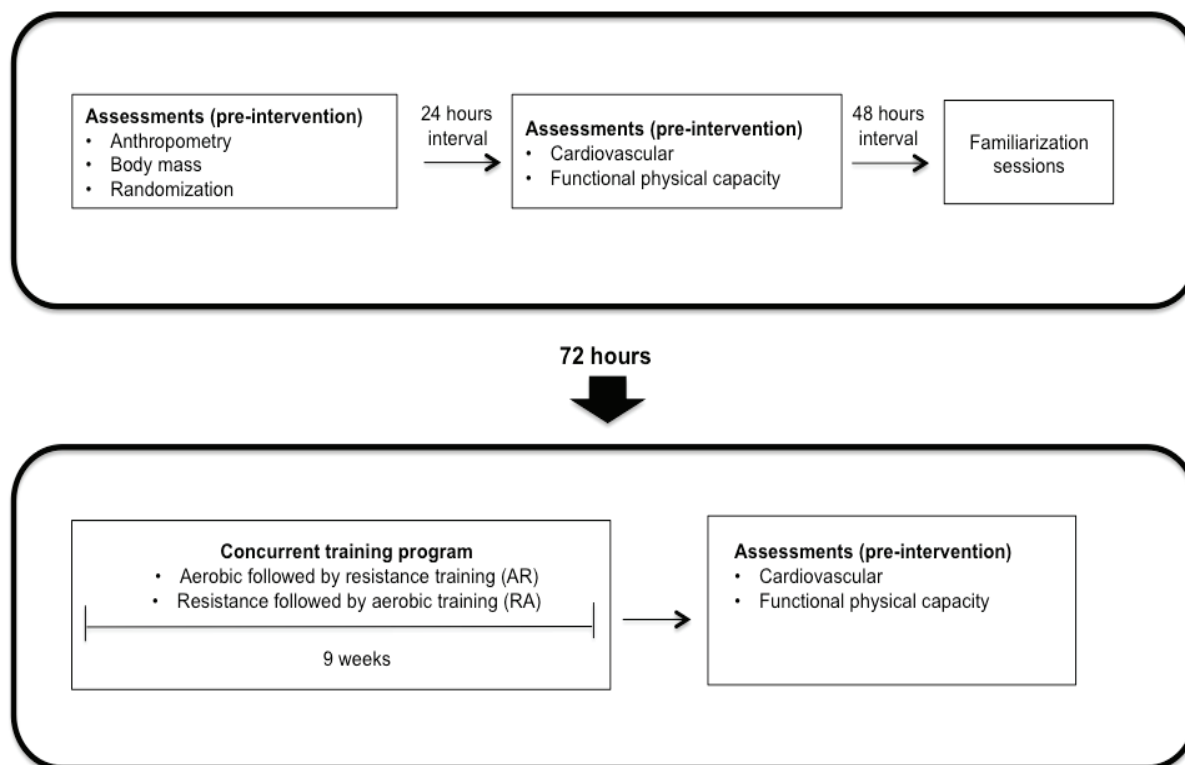 Assessments (pre-intervention)
• Anthropometry
• Body mass
• Randomization
24 hours
interval
Assessments (pre-intervention)
• Cardiovascular
• Functional physical capacity
48 hours
interval
Familiarization
sessions
72 hours
Concurrent training program
• Aerobic followed by resistance training (AR)
• Resistance followed by aerobic training (RA)
9 weeks
Assessments (pre-intervention)
• Cardiovascular
• Functional physical capacity